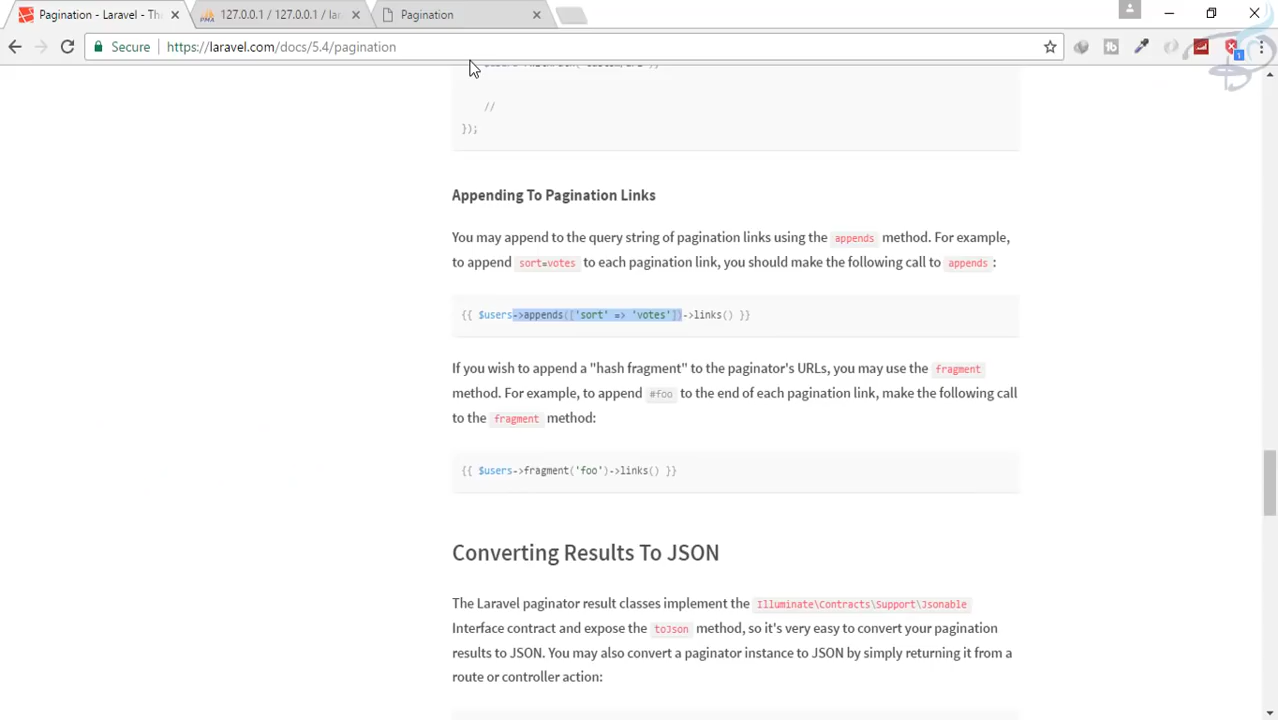 Pagination - Laravel - Th
127.0.0.1 / 127.0.0.1 / la
Pagination
Secure
https://laravel.com/docs/5.4/pagination
//
});
Appending To Pagination Links
You may append to the query string of pagination links using the appends method. For example,
to append sort=votes to each pagination link, you should make the following call to appends :
{{ $users->appends(['sort' => 'votes'])->links() }}
If you wish to append a "hash fragment" to the paginator's URLs, you may use the fragment
method. For example, to append #foo to the end of each pagination link, make the following call
to the fragment method:
{{ $users->fragment('foo')->links() }}
Converting Results To JSON
The Laravel paginator result classes implement the Illuminate\Contracts\Support\Jsonable
Interface contract and expose the toJson method, so it's very easy to convert your pagination
results to JSON. You may also convert a paginator instance to JSON by simply returning it from a
route or controller action: